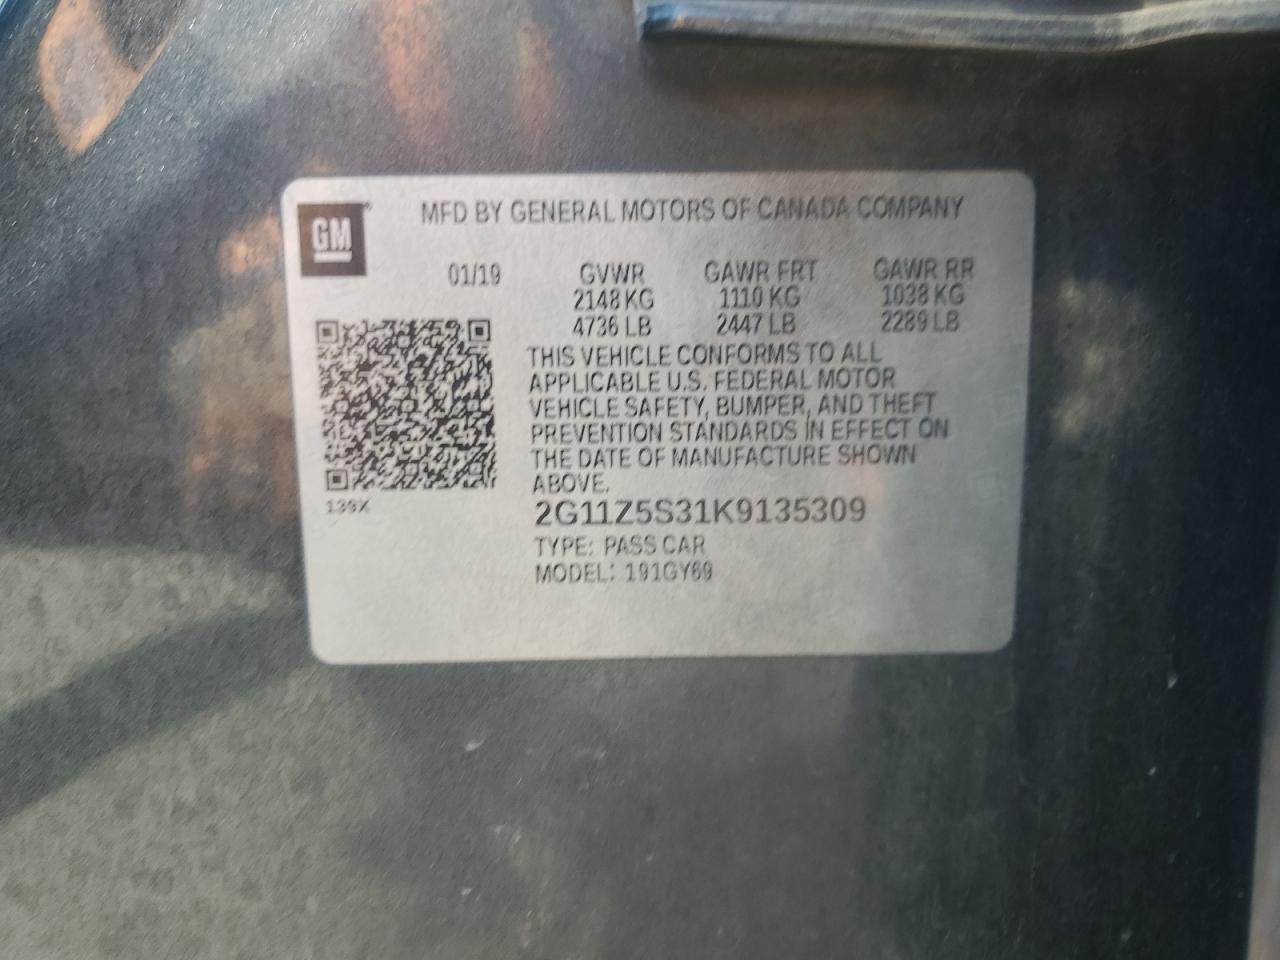 GM
MFD BY GENERAL MOTORS OF CANADA COMPANY
01/19 GVWR GAWR FRT GAWR RR
2148 KG 1110 KG 1038 KG
4736 LB 2447 LB 2289 LB
THIS VEHICLE CONFORMS TO ALL
APPLICABLE U.S. FEDERAL MOTOR
VEHICLE SAFETY, BUMPER, AND THEFT
PREVENTION STANDARDS IN EFFECT ON
THE DATE OF MANUFACTURE SHOWN
ABOVE.
139X
2G11Z5S31K9135309
TYPE: PASS CAR
MODEL: 191GY69